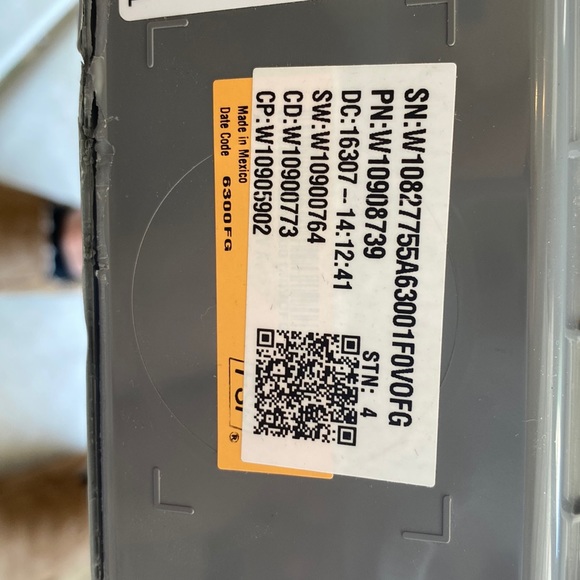 SN:W10827755A63001F0V0FG
PN:W10908739
DC:16307 -- 14:12:41
SW:W10900764
CD:W10900773
CP:W10905902
STN: 4
Made in Mexico
Date Code 6300FG
®